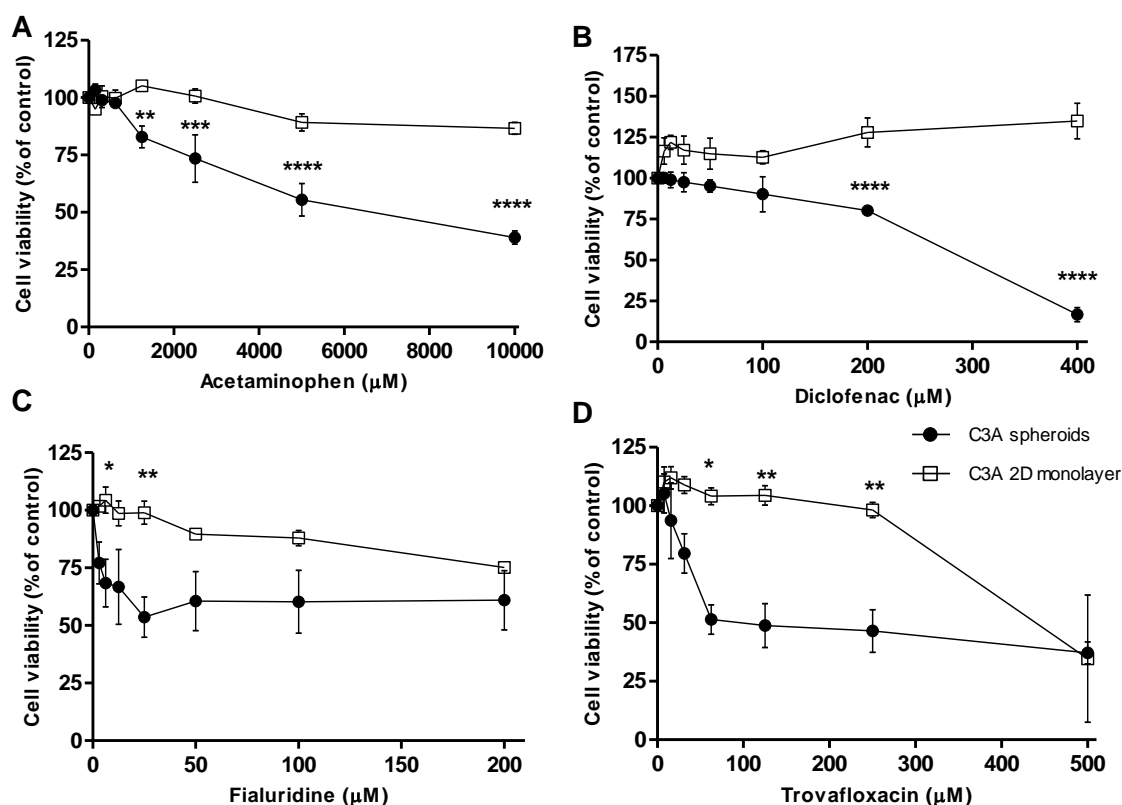 A
125
100
75
50
25
0
Cell viability (% of control)
**
***
****
****
0 2000 4000 6000 8000 10000
Acetaminophen (μM)
B
175
150
125
100
75
50
25
0
Cell viability (% of control)
****
****
0 100 200 300 400
Diclofenac (μM)
C
125
100
75
50
25
0
Cell viability (% of control)
*
**
0 50 100 150 200
Fialuridine (μM)
D
C3A spheroids
C3A 2D monolayer
125
100
75
50
25
0
Cell viability (% of control)
*
**
**
0 100 200 300 400 500
Trovafloxacin (μM)